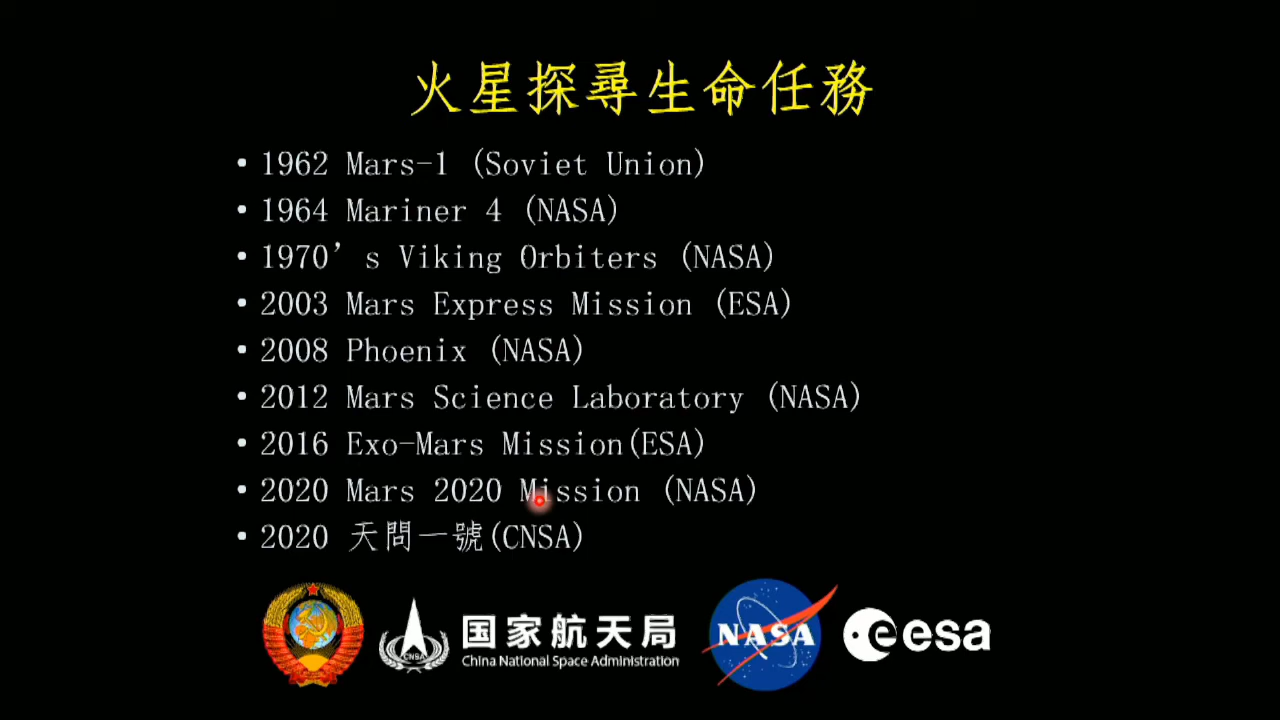 火星探尋生命任務
• 1962 Mars-1 (Soviet Union)
• 1964 Mariner 4 (NASA)
• 1970’s Viking Orbiters (NASA)
• 2003 Mars Express Mission (ESA)
• 2008 Phoenix (NASA)
• 2012 Mars Science Laboratory (NASA)
• 2016 Exo-Mars Mission(ESA)
• 2020 Mars 2020 Mission (NASA)
• 2020 天問一號(CNSA)
CNSA
国家航天局
China National Space Administration
NASA
esa